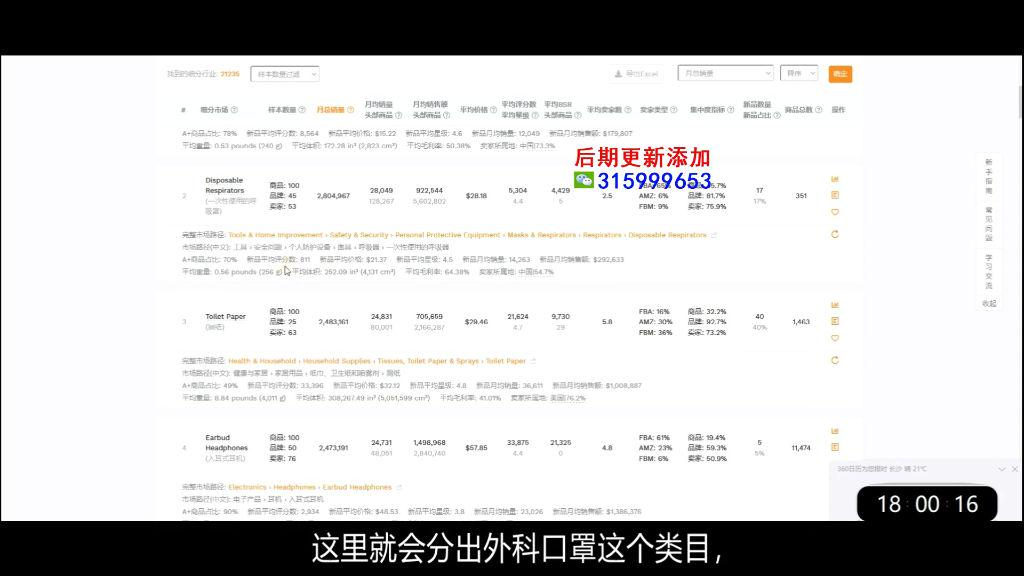 找到的细分行业: 21235 样本数量过滤 导出Excel 月总销量 降序 确定
# 细分市场 样本数量 月总销量 月均销量 头部商品 月均销售额 头部商品 平均价格 平均评分数 平均星级 平均BSR 头部商品 平均卖家数 卖家类型 集中度指标 新品数量 新品占比 商品总数 操作
A+商品占比: 78% 新品平均评分数: 8,564 新品平均价格: $15.22 新品平均星级: 4.6 新品月均销量: 12,049 新品月均销售额: $179,807
平均重量: 0.53 pounds (240 g) 平均体积: 172.28 in³ (2,823 cm³) 平均毛利率: 50.38% 卖家所属地: 中国73.3%
后期更新添加
315999653
2 Disposable Respirators (一次性使用的呼吸器) 商品: 100 品牌: 45 卖家: 53 2,804,967 28,049 128,267 922,544 5,602,802 $28.18 5,304 4.4 4,429 5 2.5 AMZ: 6% FBM: 9% 品牌: 81.7% 卖家: 75.9% 17 17% 351
完整市场路径: Tools & Home Improvement › Safety & Security › Personal Protective Equipment › Masks & Respirators › Respirators › Disposable Respirators
市场路径(中文): 工具 › 安全问题 › 个人防护设备 › 面具 › 呼吸器 › 一次性使用的呼吸器
A+商品占比: 70% 新品平均评分数: 811 新品平均价格: $21.37 新品平均星级: 4.5 新品月均销量: 14,263 新品月均销售额: $292,633
平均重量: 0.56 pounds (256 g) 平均体积: 252.09 in³ (4,131 cm³) 平均毛利率: 64.38% 卖家所属地: 中国54.7%
3 Toilet Paper (厕纸) 商品: 100 品牌: 25 卖家: 63 2,483,161 24,831 80,001 705,659 2,166,287 $29.46 21,624 4.7 9,730 29 5.8 FBA: 16% AMZ: 30% FBM: 36% 商品: 32.2% 品牌: 92.7% 卖家: 73.2% 40 40% 1,463
完整市场路径: Health & Household › Household Supplies › Tissues, Toilet Paper & Sprays › Toilet Paper
市场路径(中文): 健康与家居 › 家居用品 › 纸巾、卫生纸和喷雾剂 › 厕纸
A+商品占比: 49% 新品平均评分数: 33,396 新品平均价格: $32.12 新品平均星级: 4.8 新品月均销量: 36,611 新品月均销售额: $1,008,887
平均重量: 8.84 pounds (4,011 g) 平均体积: 308,267.49 in³ (5,051,599 cm³) 平均毛利率: 41.01% 卖家所属地: 美国76.2%
4 Earbud Headphones (入耳式耳机) 商品: 100 品牌: 50 卖家: 76 2,473,191 24,731 48,051 1,498,968 2,840,740 $57.85 33,875 4.4 21,325 0 4.8 FBA: 61% AMZ: 23% FBM: 6% 商品: 19.4% 品牌: 59.3% 卖家: 50.9% 5 5% 11,474
完整市场路径: Electronics › Headphones › Earbud Headphones
市场路径(中文): 电子产品 › 耳机 › 入耳式耳机
A+商品占比: 90% 新品平均评分数: 2,934 新品平均价格: $48.53 新品平均星级: 3.8 新品月均销量: 23,026 新品月均销售额: $1,386,376
新手指南
常见问题
学习交流
收起
360日历为您报时 长沙 晴 21℃
18:00:16
这里就会分出外科口罩这个类目，